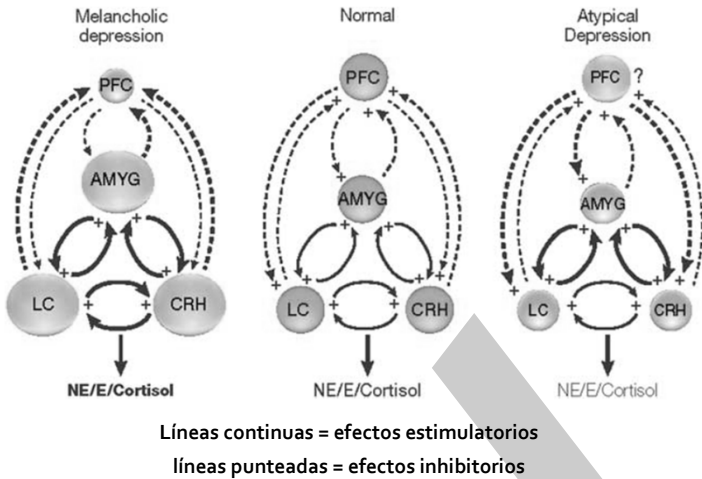 Melancholic depression
Normal
Atypical Depression
PFC
PFC
PFC ?
AMYG
AMYG
AMYG
LC
CRH
LC
CRH
LC
CRH
NE/E/Cortisol
NE/E/Cortisol
NE/E/Cortisol
Líneas continuas = efectos estimulatorios
líneas punteadas = efectos inhibitorios